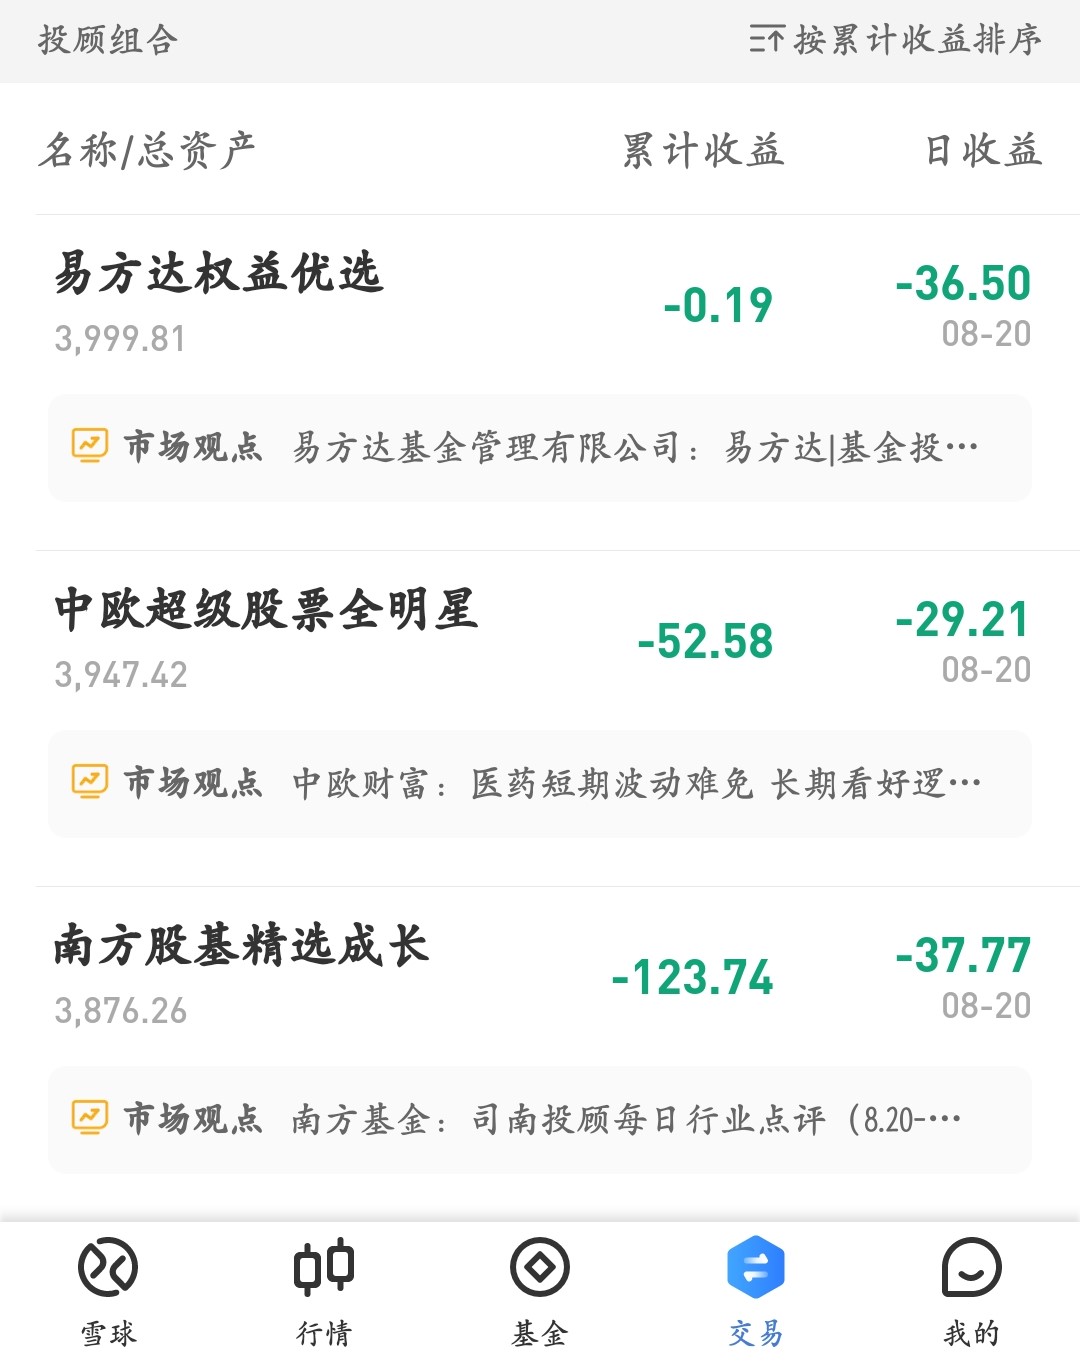 投顾组合 按累计收益排序
名称/总资产 累计收益 日收益
易方达权益优选
3,999.81
-0.19
-36.50
08-20
市场观点 易方达基金管理有限公司：易方达|基金投…
中欧超级股票全明星
3,947.42
-52.58
-29.21
08-20
市场观点 中欧财富：医药短期波动难免 长期看好逻…
南方股基精选成长
3,876.26
-123.74
-37.77
08-20
市场观点 南方基金：司南投顾每日行业点评（8.20-…
雪球 行情 基金 交易 我的